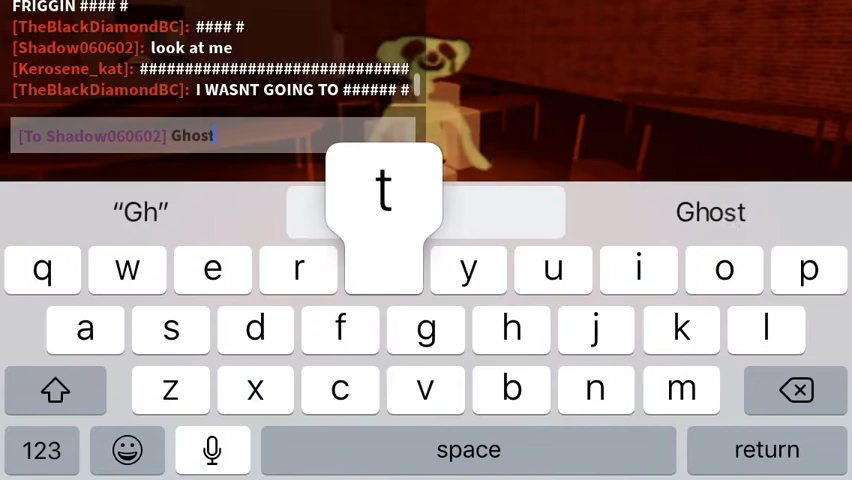 FRIGGIN #### #
[TheBlackDiamondBC]: #### #
[Shadow060602]: look at me
[Kerosene_kat]: ##############################
[TheBlackDiamondBC]: I WASNT GOING TO ###### #
[To Shadow060602] Ghost
t
“Gh” Ghost
q w e r y u i o p
a s d f g h j k l
z x c v b n m
123 space return